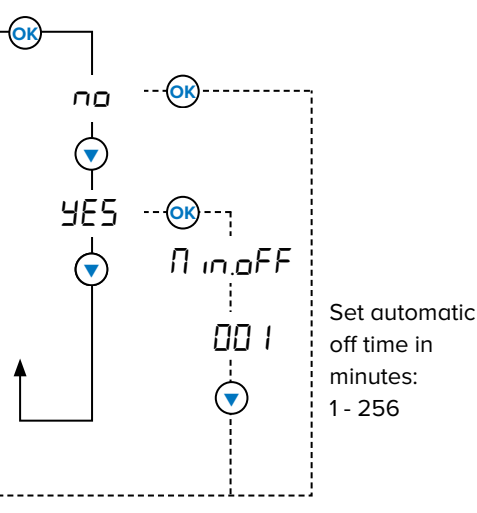 OK
no
OK
YES
OK
Min.oFF
001
Set automatic
off time in
minutes:
1 - 256